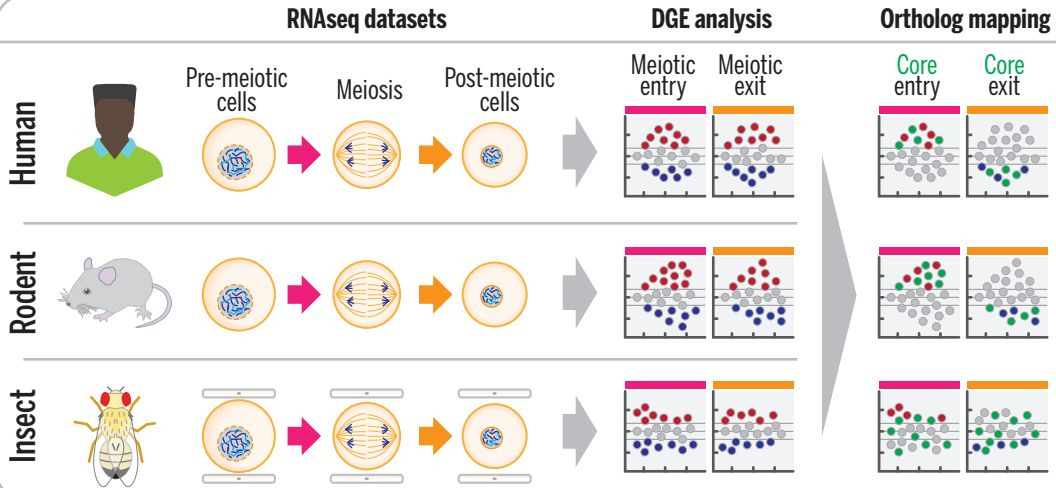 RNAseq datasets
DGE analysis
Ortholog mapping
Human
Pre-meiotic
cells
Meiosis
Post-meiotic
cells
Meiotic
entry
Meiotic
exit
Core
entry
Core
exit
Rodent
Insect